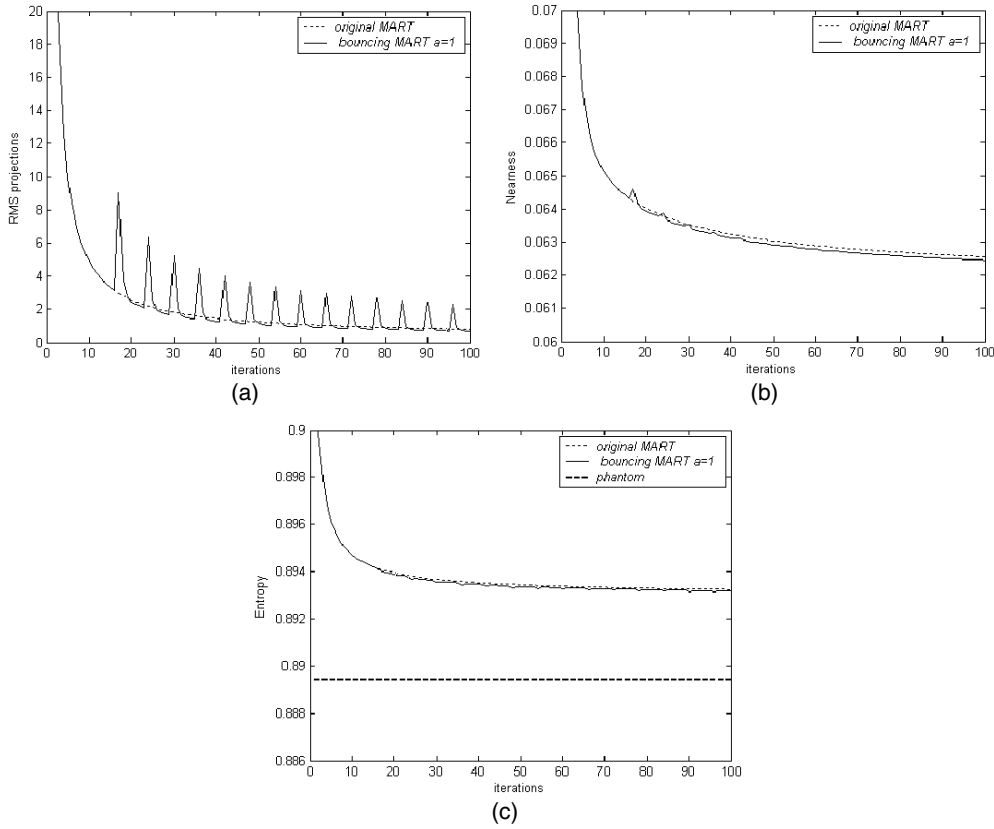 20
18
16
14
12
10
8
6
4
2
0
RMS projections
original MART
bouncing MART a=1
0 10 20 30 40 50 60 70 80 90 100
iterations
(a)
0.07
0.069
0.068
0.067
0.066
0.065
0.064
0.063
0.062
0.061
0.06
Nearness
original MART
bouncing MART a=1
0 10 20 30 40 50 60 70 80 90 100
iterations
(b)
0.9
0.898
0.896
0.894
0.892
0.89
0.888
0.886
Entropy
original MART
bouncing MART a=1
phantom
0 10 20 30 40 50 60 70 80 90 100
iterations
(c)